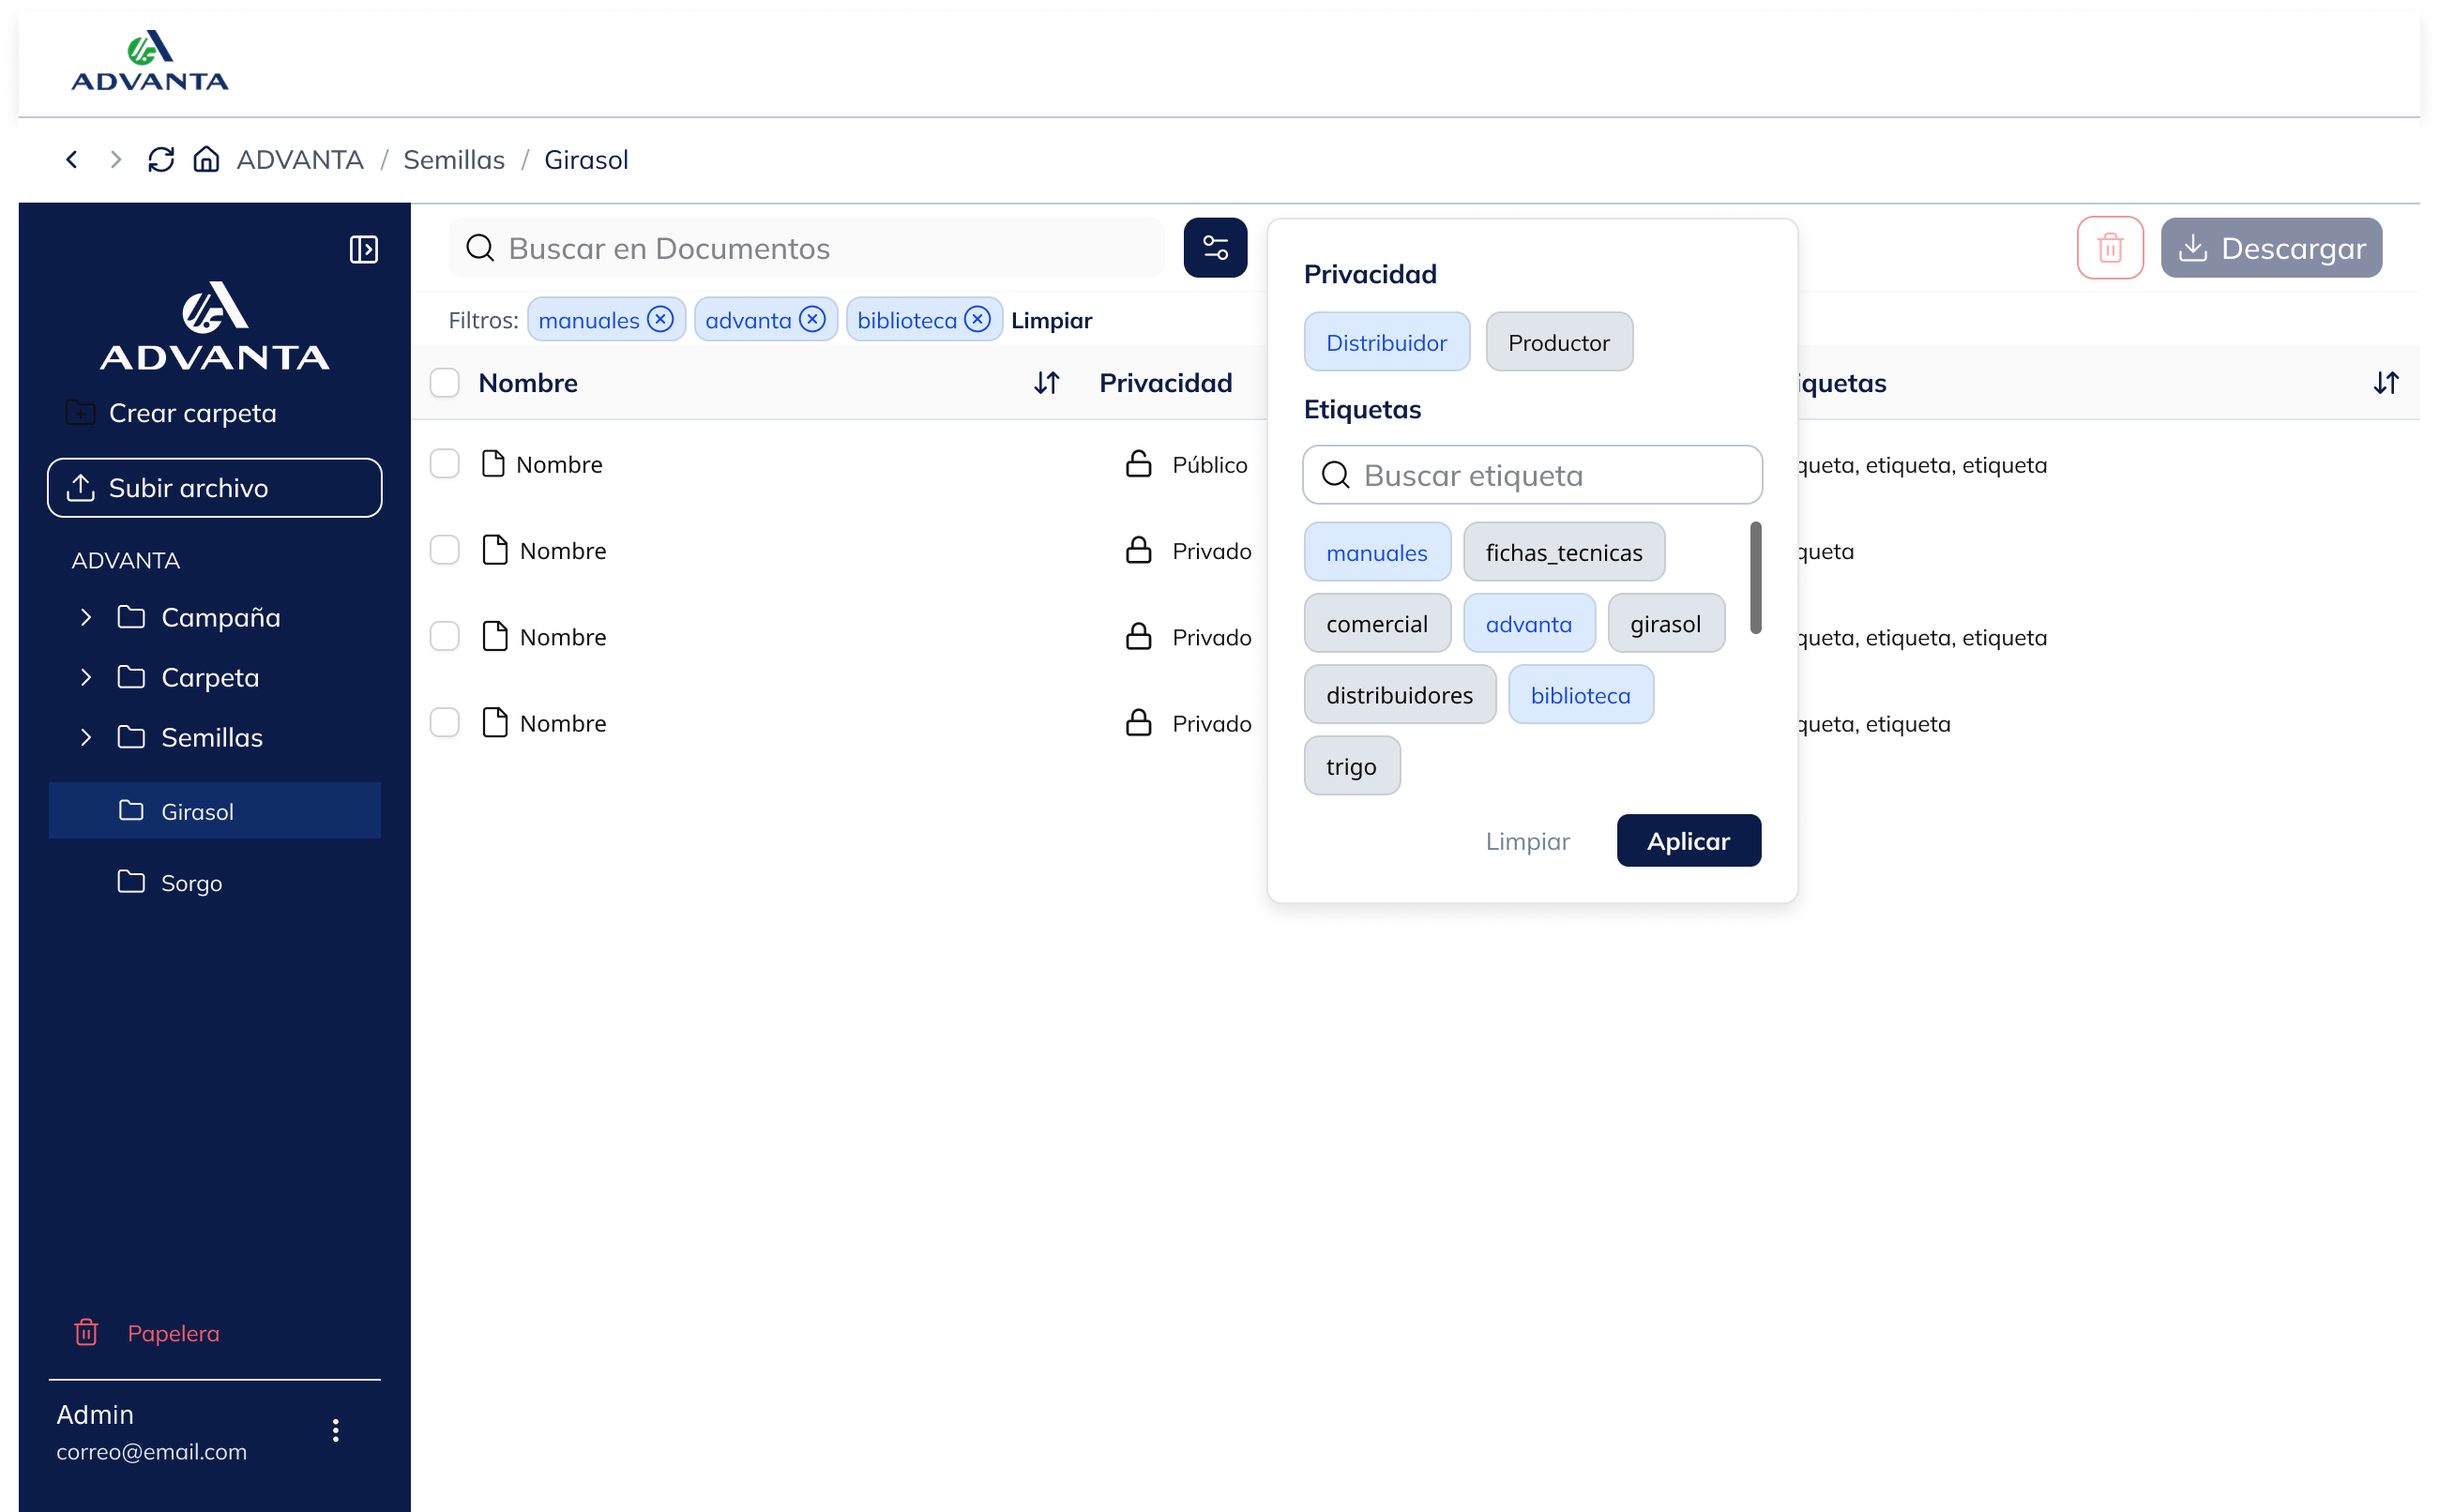 ADVANTA
ADVANTA / Semillas / Girasol
ADVANTA
Crear carpeta
Subir archivo
ADVANTA
Campaña
Carpeta
Semillas
Girasol
Sorgo
Papelera
Admin
correo@email.com
Buscar en Documentos
Descargar
Filtros: manuales advanta biblioteca Limpiar
Nombre Privacidad iquetas
Nombre Público queta, etiqueta, etiqueta
Nombre Privado queta
Nombre Privado queta, etiqueta, etiqueta
Nombre Privado queta, etiqueta
Privacidad
Distribuidor Productor
Etiquetas
Buscar etiqueta
manuales fichas_tecnicas
comercial advanta girasol
distribuidores biblioteca
trigo
Limpiar Aplicar